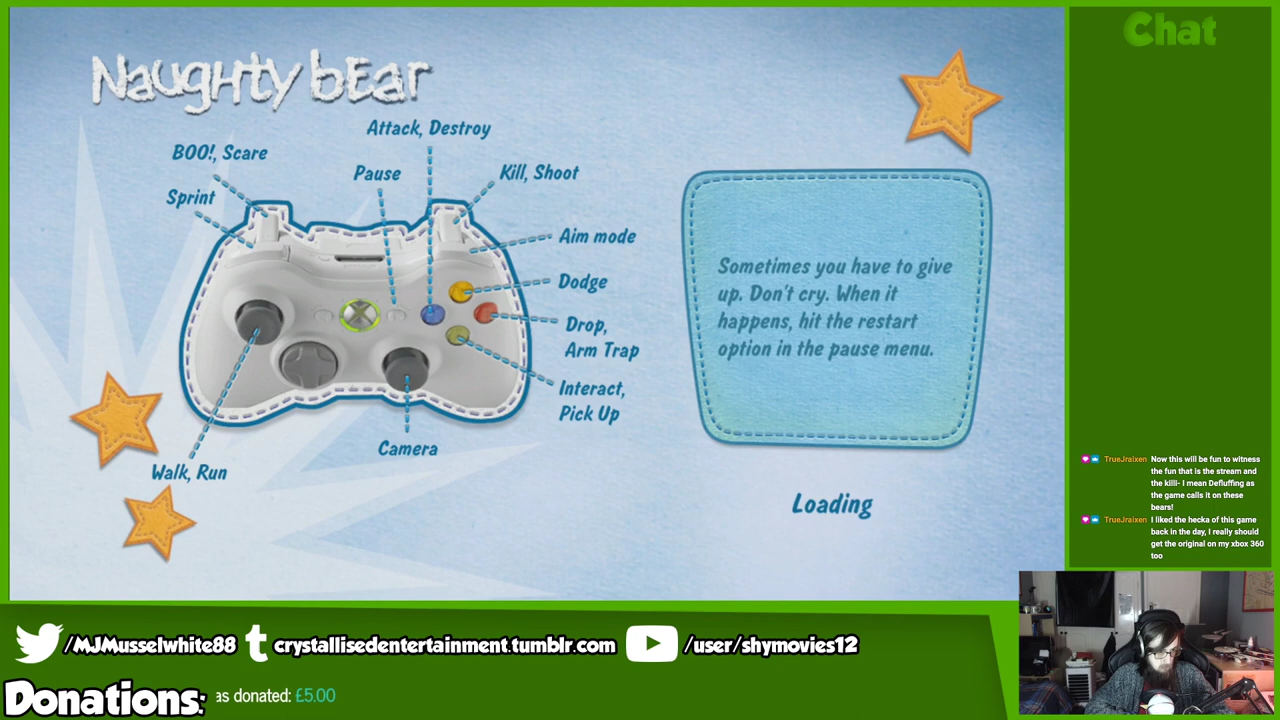 Naughty bEar
Attack, Destroy
BOO!, Scare
Pause
Kill, Shoot
Sprint
Aim mode
Dodge
Drop,
Arm Trap
Interact,
Pick Up
Camera
Walk, Run
Sometimes you have to give
up. Don't cry. When it
happens, hit the restart
option in the pause menu.
Loading
Chat
TrueJraixen Now this will be fun to witness
the fun that is the stream and
the killi- I mean Defluffing as
the game calls it on these
bears!
TrueJraixen I liked the hecka of this game
back in the day, I really should
get the original on my xbox 360
too
/MJMusselwhite88 t crystallisedentertainment.tumblr.com /user/shymovies12
Donations: as donated: £5.00